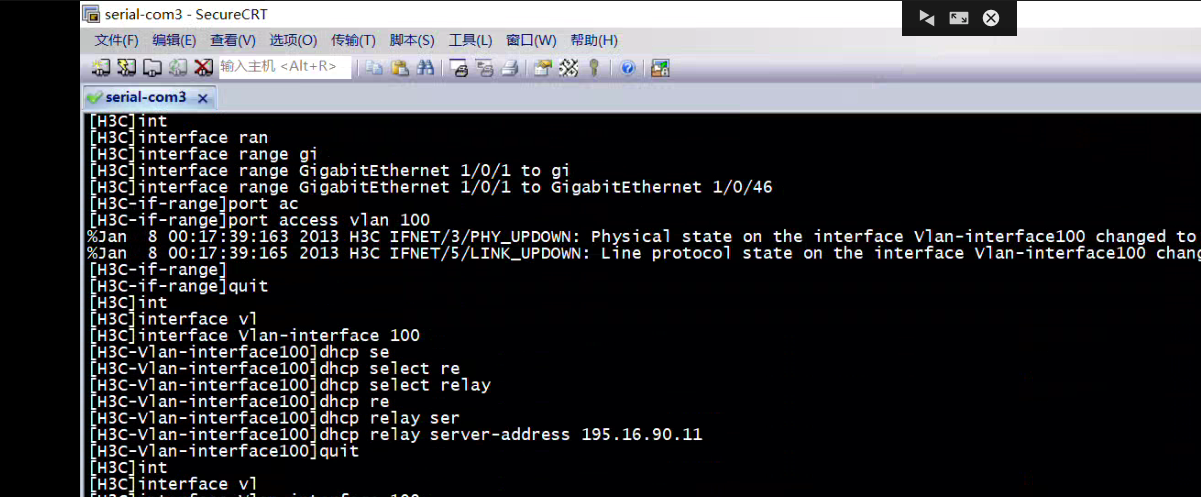 serial-com3 - SecureCRT
文件(F) 编辑(E) 查看(V) 选项(O) 传输(T) 脚本(S) 工具(L) 窗口(W) 帮助(H)
输入主机 <Alt+R>
serial-com3
[H3C]int
[H3C]interface ran
[H3C]interface range gi
[H3C]interface range GigabitEthernet 1/0/1 to gi
[H3C]interface range GigabitEthernet 1/0/1 to GigabitEthernet 1/0/46
[H3C-if-range]port ac
[H3C-if-range]port access vlan 100
%Jan  8 00:17:39:163 2013 H3C IFNET/3/PHY_UPDOWN: Physical state on the interface Vlan-interface100 changed to
%Jan  8 00:17:39:165 2013 H3C IFNET/5/LINK_UPDOWN: Line protocol state on the interface Vlan-interface100 chang
[H3C-if-range]
[H3C-if-range]quit
[H3C]int
[H3C]interface vl
[H3C]interface Vlan-interface 100
[H3C-Vlan-interface100]dhcp se
[H3C-Vlan-interface100]dhcp select re
[H3C-Vlan-interface100]dhcp select relay
[H3C-Vlan-interface100]dhcp re
[H3C-Vlan-interface100]dhcp relay ser
[H3C-Vlan-interface100]dhcp relay server-address 195.16.90.11
[H3C-Vlan-interface100]quit
[H3C]int
[H3C]interface vl